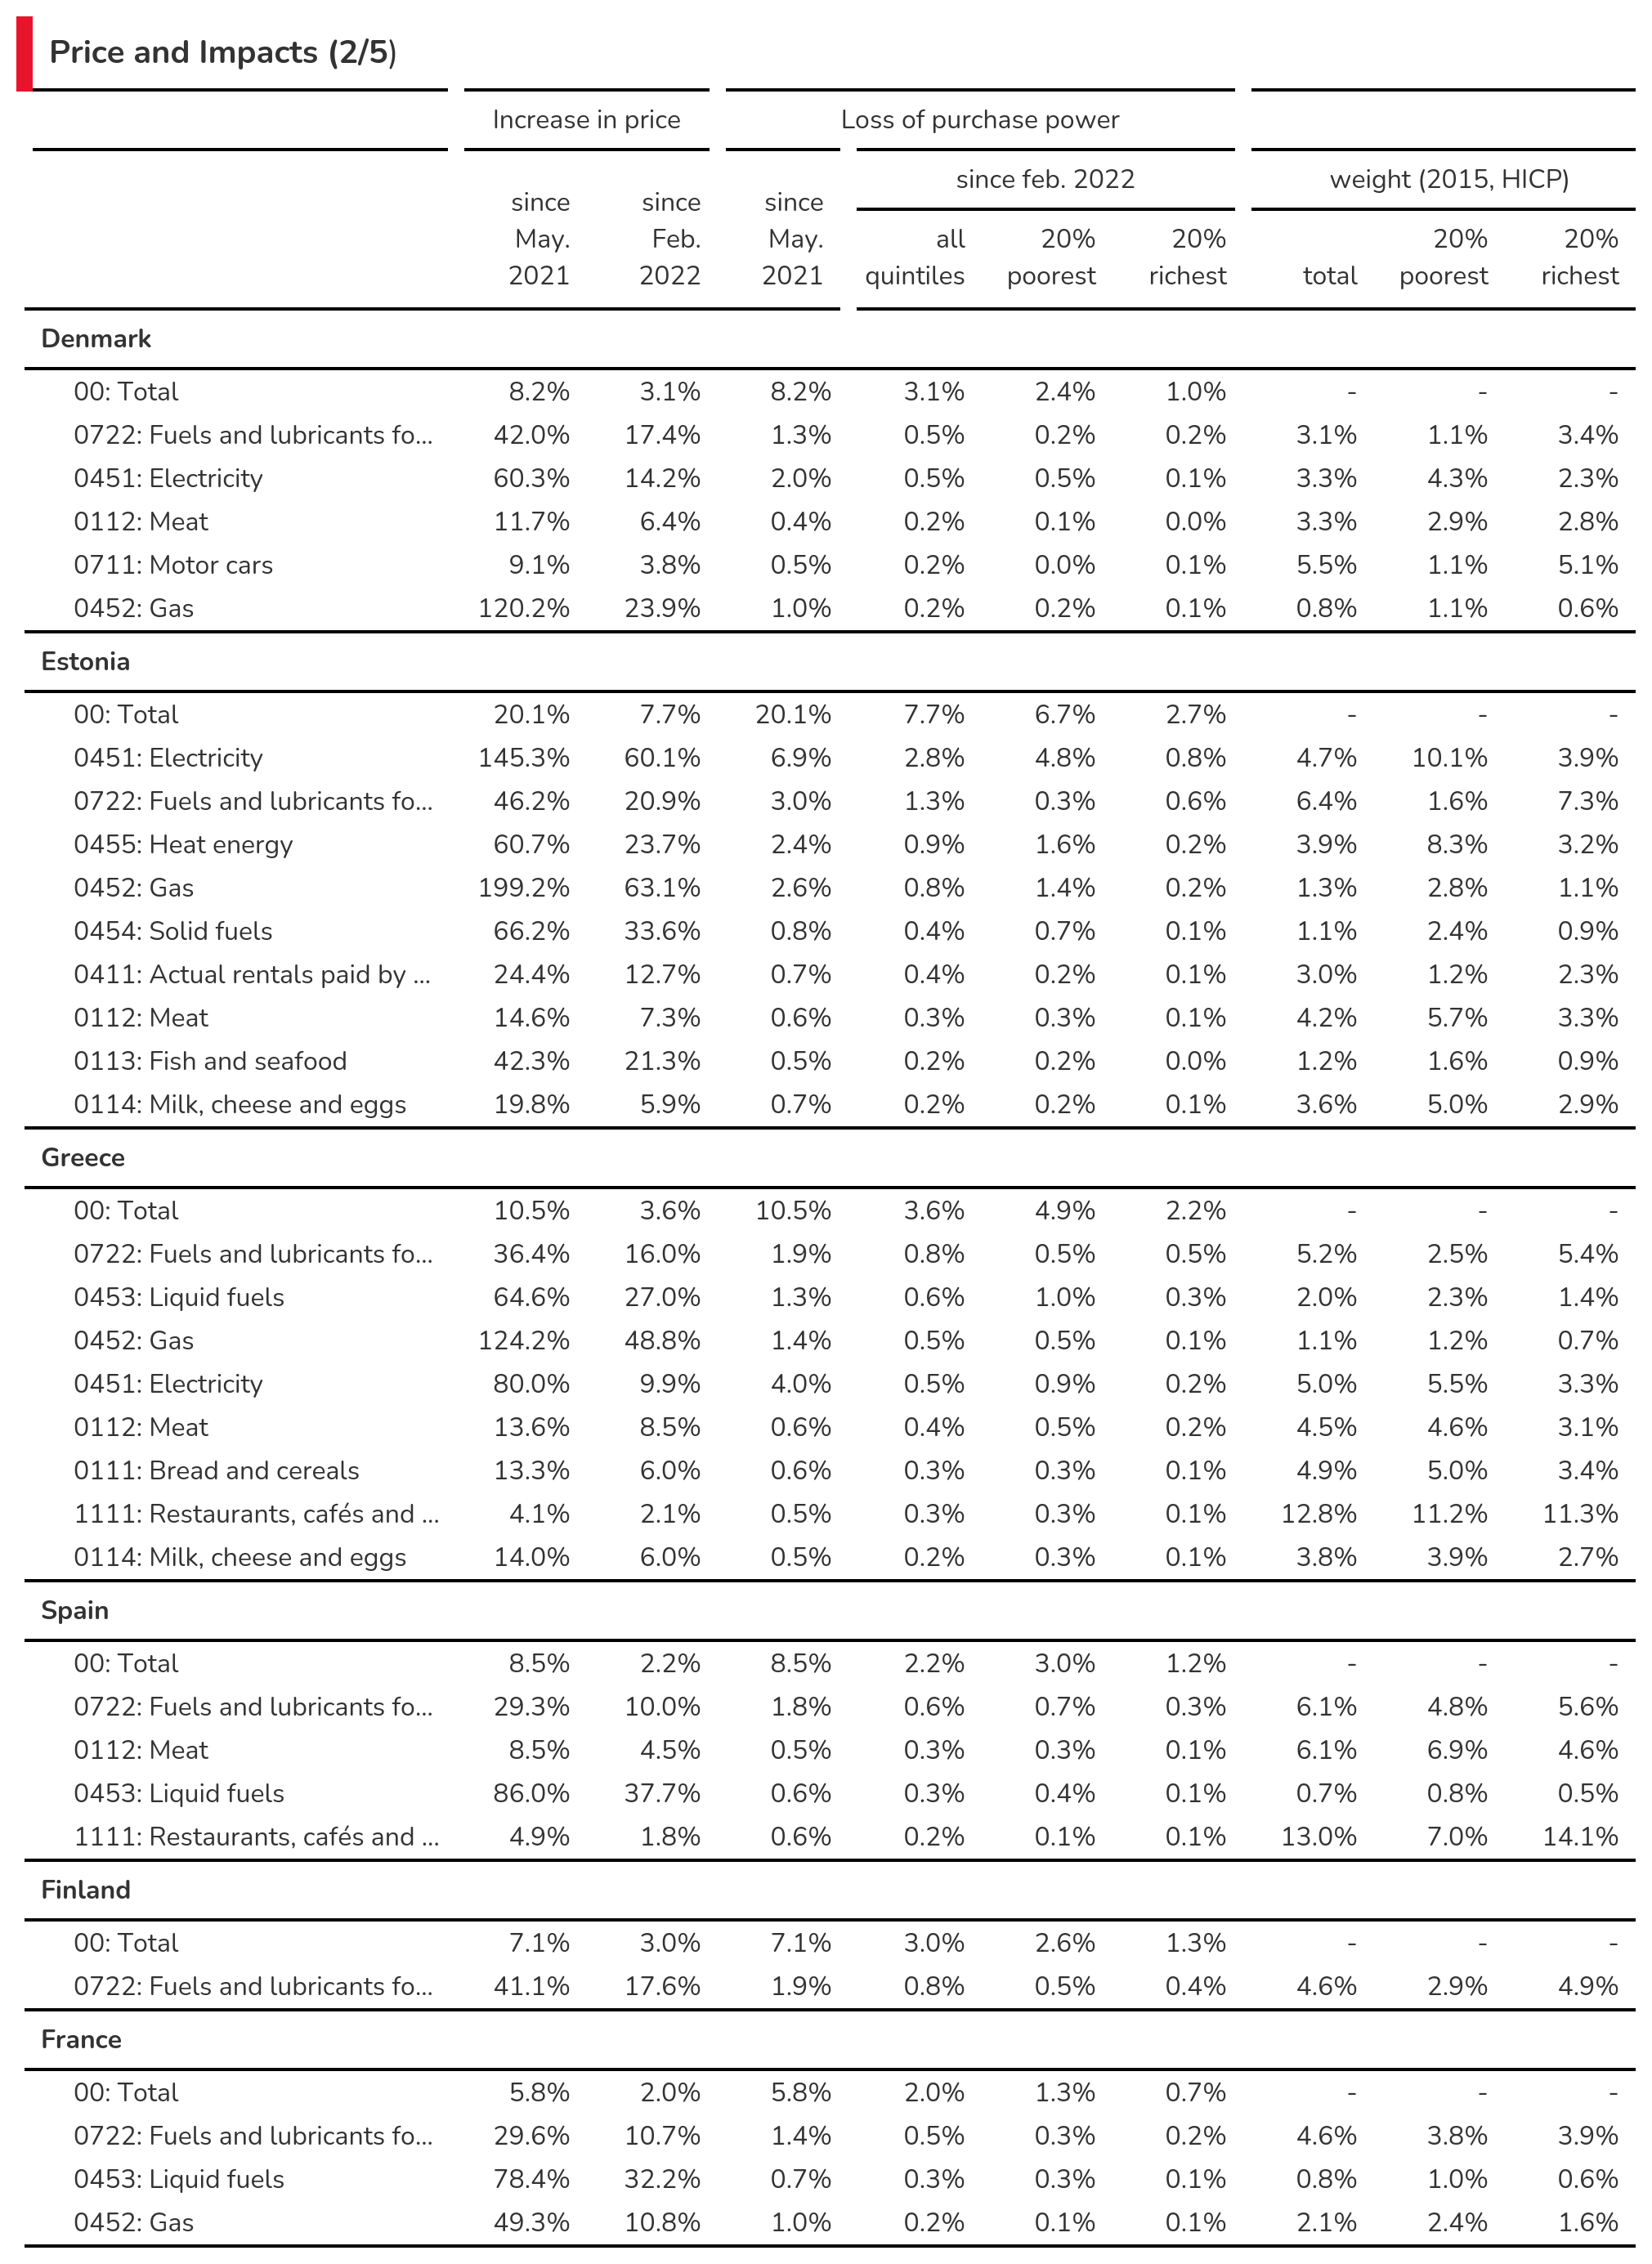 Price and Impacts (2/5)
Increase in price Loss of purchase power
since feb. 2022 weight (2015, HICP)
since May. 2021 since Feb. 2022 since May. 2021 all quintiles 20% poorest 20% richest total 20% poorest 20% richest
Denmark
00: Total 8.2% 3.1% 8.2% 3.1% 2.4% 1.0% - - -
0722: Fuels and lubricants fo... 42.0% 17.4% 1.3% 0.5% 0.2% 0.2% 3.1% 1.1% 3.4%
0451: Electricity 60.3% 14.2% 2.0% 0.5% 0.5% 0.1% 3.3% 4.3% 2.3%
0112: Meat 11.7% 6.4% 0.4% 0.2% 0.1% 0.0% 3.3% 2.9% 2.8%
0711: Motor cars 9.1% 3.8% 0.5% 0.2% 0.0% 0.1% 5.5% 1.1% 5.1%
0452: Gas 120.2% 23.9% 1.0% 0.2% 0.2% 0.1% 0.8% 1.1% 0.6%
Estonia
00: Total 20.1% 7.7% 20.1% 7.7% 6.7% 2.7% - - -
0451: Electricity 145.3% 60.1% 6.9% 2.8% 4.8% 0.8% 4.7% 10.1% 3.9%
0722: Fuels and lubricants fo... 46.2% 20.9% 3.0% 1.3% 0.3% 0.6% 6.4% 1.6% 7.3%
0455: Heat energy 60.7% 23.7% 2.4% 0.9% 1.6% 0.2% 3.9% 8.3% 3.2%
0452: Gas 199.2% 63.1% 2.6% 0.8% 1.4% 0.2% 1.3% 2.8% 1.1%
0454: Solid fuels 66.2% 33.6% 0.8% 0.4% 0.7% 0.1% 1.1% 2.4% 0.9%
0411: Actual rentals paid by ... 24.4% 12.7% 0.7% 0.4% 0.2% 0.1% 3.0% 1.2% 2.3%
0112: Meat 14.6% 7.3% 0.6% 0.3% 0.3% 0.1% 4.2% 5.7% 3.3%
0113: Fish and seafood 42.3% 21.3% 0.5% 0.2% 0.2% 0.0% 1.2% 1.6% 0.9%
0114: Milk, cheese and eggs 19.8% 5.9% 0.7% 0.2% 0.2% 0.1% 3.6% 5.0% 2.9%
Greece
00: Total 10.5% 3.6% 10.5% 3.6% 4.9% 2.2% - - -
0722: Fuels and lubricants fo... 36.4% 16.0% 1.9% 0.8% 0.5% 0.5% 5.2% 2.5% 5.4%
0453: Liquid fuels 64.6% 27.0% 1.3% 0.6% 1.0% 0.3% 2.0% 2.3% 1.4%
0452: Gas 124.2% 48.8% 1.4% 0.5% 0.5% 0.1% 1.1% 1.2% 0.7%
0451: Electricity 80.0% 9.9% 4.0% 0.5% 0.9% 0.2% 5.0% 5.5% 3.3%
0112: Meat 13.6% 8.5% 0.6% 0.4% 0.5% 0.2% 4.5% 4.6% 3.1%
0111: Bread and cereals 13.3% 6.0% 0.6% 0.3% 0.3% 0.1% 4.9% 5.0% 3.4%
1111: Restaurants, cafés and ... 4.1% 2.1% 0.5% 0.3% 0.3% 0.1% 12.8% 11.2% 11.3%
0114: Milk, cheese and eggs 14.0% 6.0% 0.5% 0.2% 0.3% 0.1% 3.8% 3.9% 2.7%
Spain
00: Total 8.5% 2.2% 8.5% 2.2% 3.0% 1.2% - - -
0722: Fuels and lubricants fo... 29.3% 10.0% 1.8% 0.6% 0.7% 0.3% 6.1% 4.8% 5.6%
0112: Meat 8.5% 4.5% 0.5% 0.3% 0.3% 0.1% 6.1% 6.9% 4.6%
0453: Liquid fuels 86.0% 37.7% 0.6% 0.3% 0.4% 0.1% 0.7% 0.8% 0.5%
1111: Restaurants, cafés and ... 4.9% 1.8% 0.6% 0.2% 0.1% 0.1% 13.0% 7.0% 14.1%
Finland
00: Total 7.1% 3.0% 7.1% 3.0% 2.6% 1.3% - - -
0722: Fuels and lubricants fo... 41.1% 17.6% 1.9% 0.8% 0.5% 0.4% 4.6% 2.9% 4.9%
France
00: Total 5.8% 2.0% 5.8% 2.0% 1.3% 0.7% - - -
0722: Fuels and lubricants fo... 29.6% 10.7% 1.4% 0.5% 0.3% 0.2% 4.6% 3.8% 3.9%
0453: Liquid fuels 78.4% 32.2% 0.7% 0.3% 0.3% 0.1% 0.8% 1.0% 0.6%
0452: Gas 49.3% 10.8% 1.0% 0.2% 0.1% 0.1% 2.1% 2.4% 1.6%